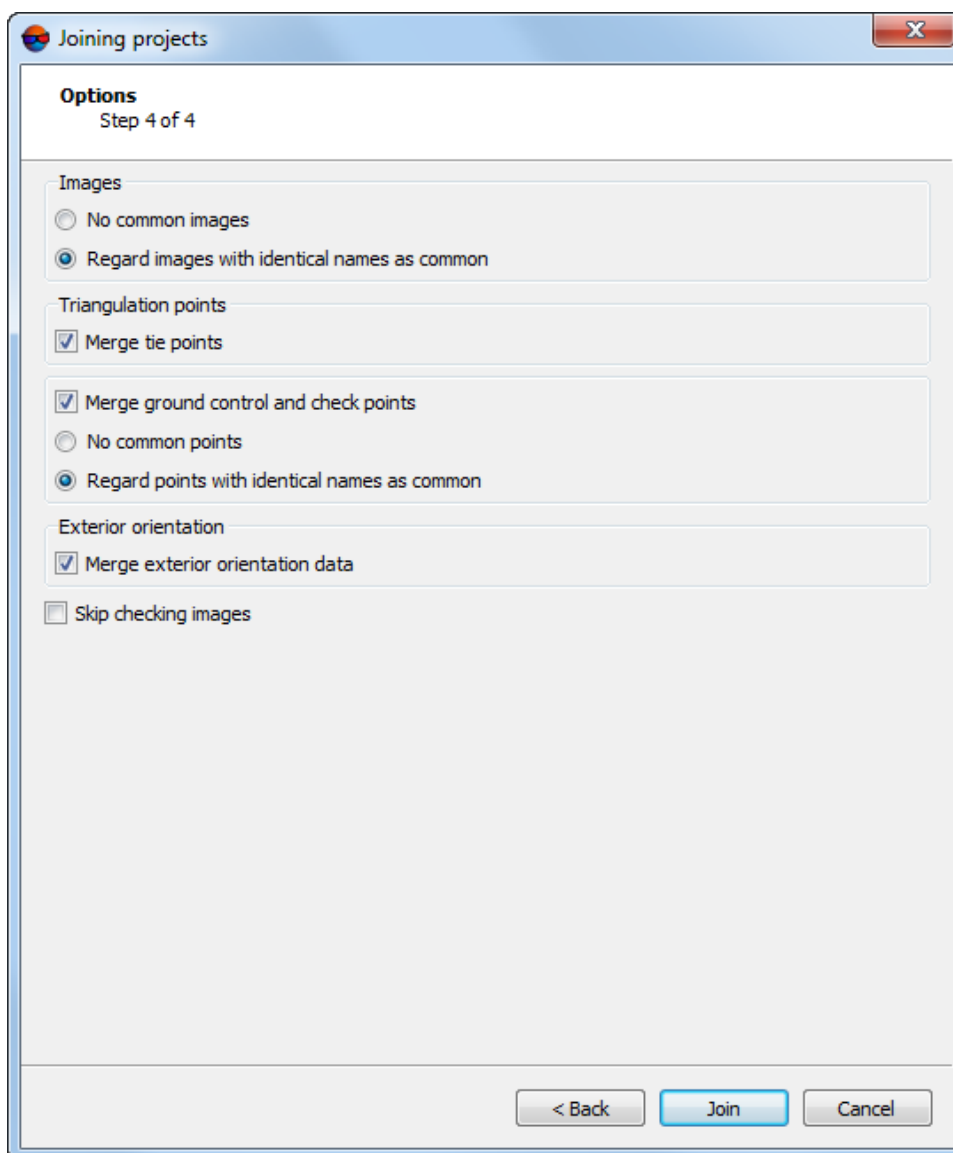 Joining projects
Options
Step 4 of 4
Images
No common images
Regard images with identical names as common
Triangulation points
Merge tie points
Merge ground control and check points
No common points
Regard points with identical names as common
Exterior orientation
Merge exterior orientation data
Skip checking images
< Back Join Cancel